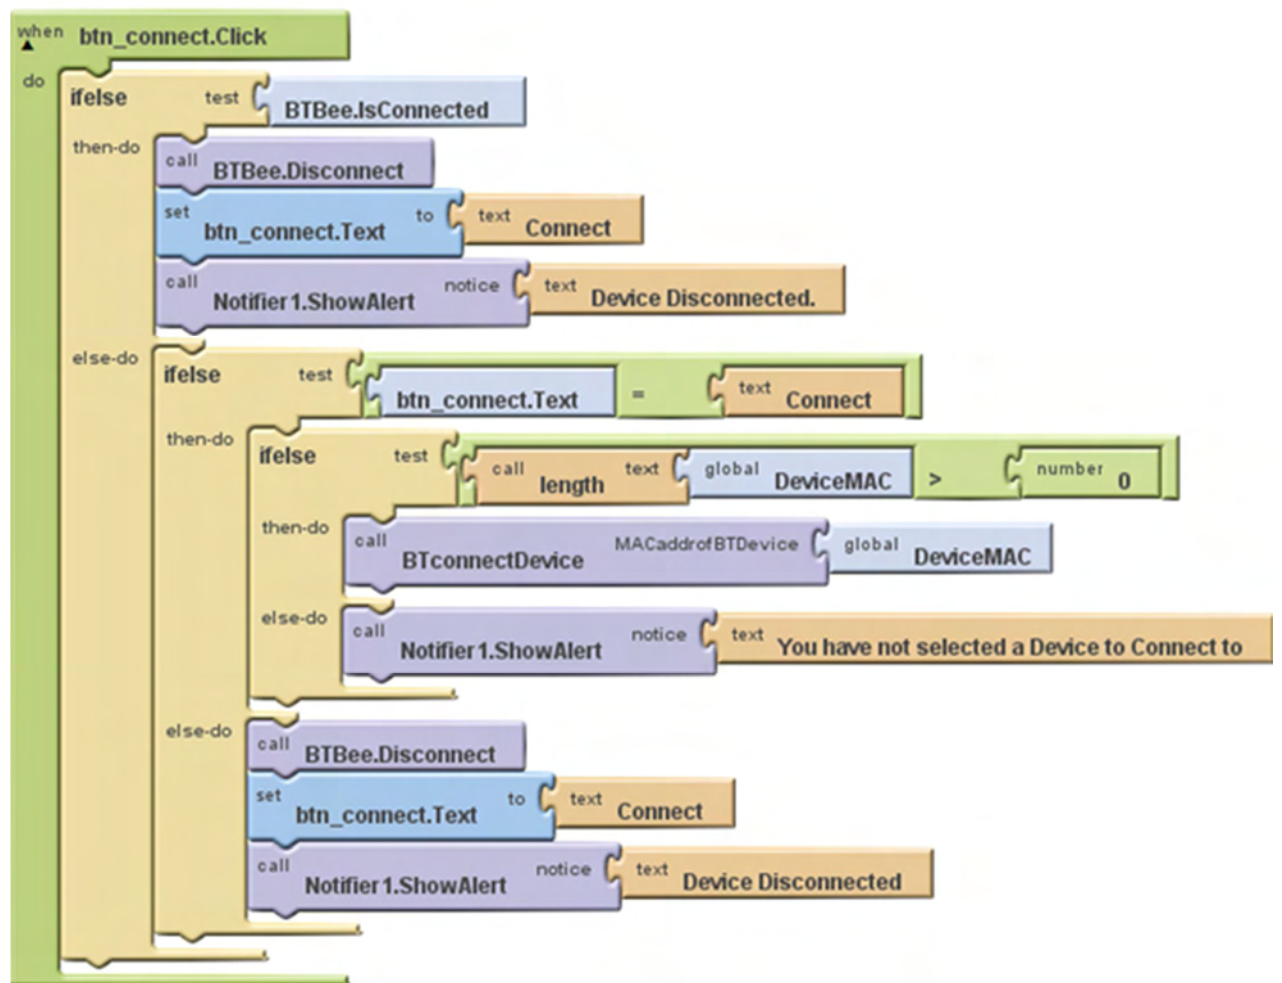 when btn_connect.Click
do
ifelse test BTBee.IsConnected
then-do call BTBee.Disconnect
set btn_connect.Text to text Connect
call Notifier1.ShowAlert notice text Device Disconnected.
else-do ifelse test btn_connect.Text = text Connect
then-do ifelse test call length text global DeviceMAC > number 0
then-do call BTconnectDevice MACaddrofBTDevice global DeviceMAC
else-do call Notifier1.ShowAlert notice text You have not selected a Device to Connect to
else-do call BTBee.Disconnect
set btn_connect.Text to text Connect
call Notifier1.ShowAlert notice text Device Disconnected